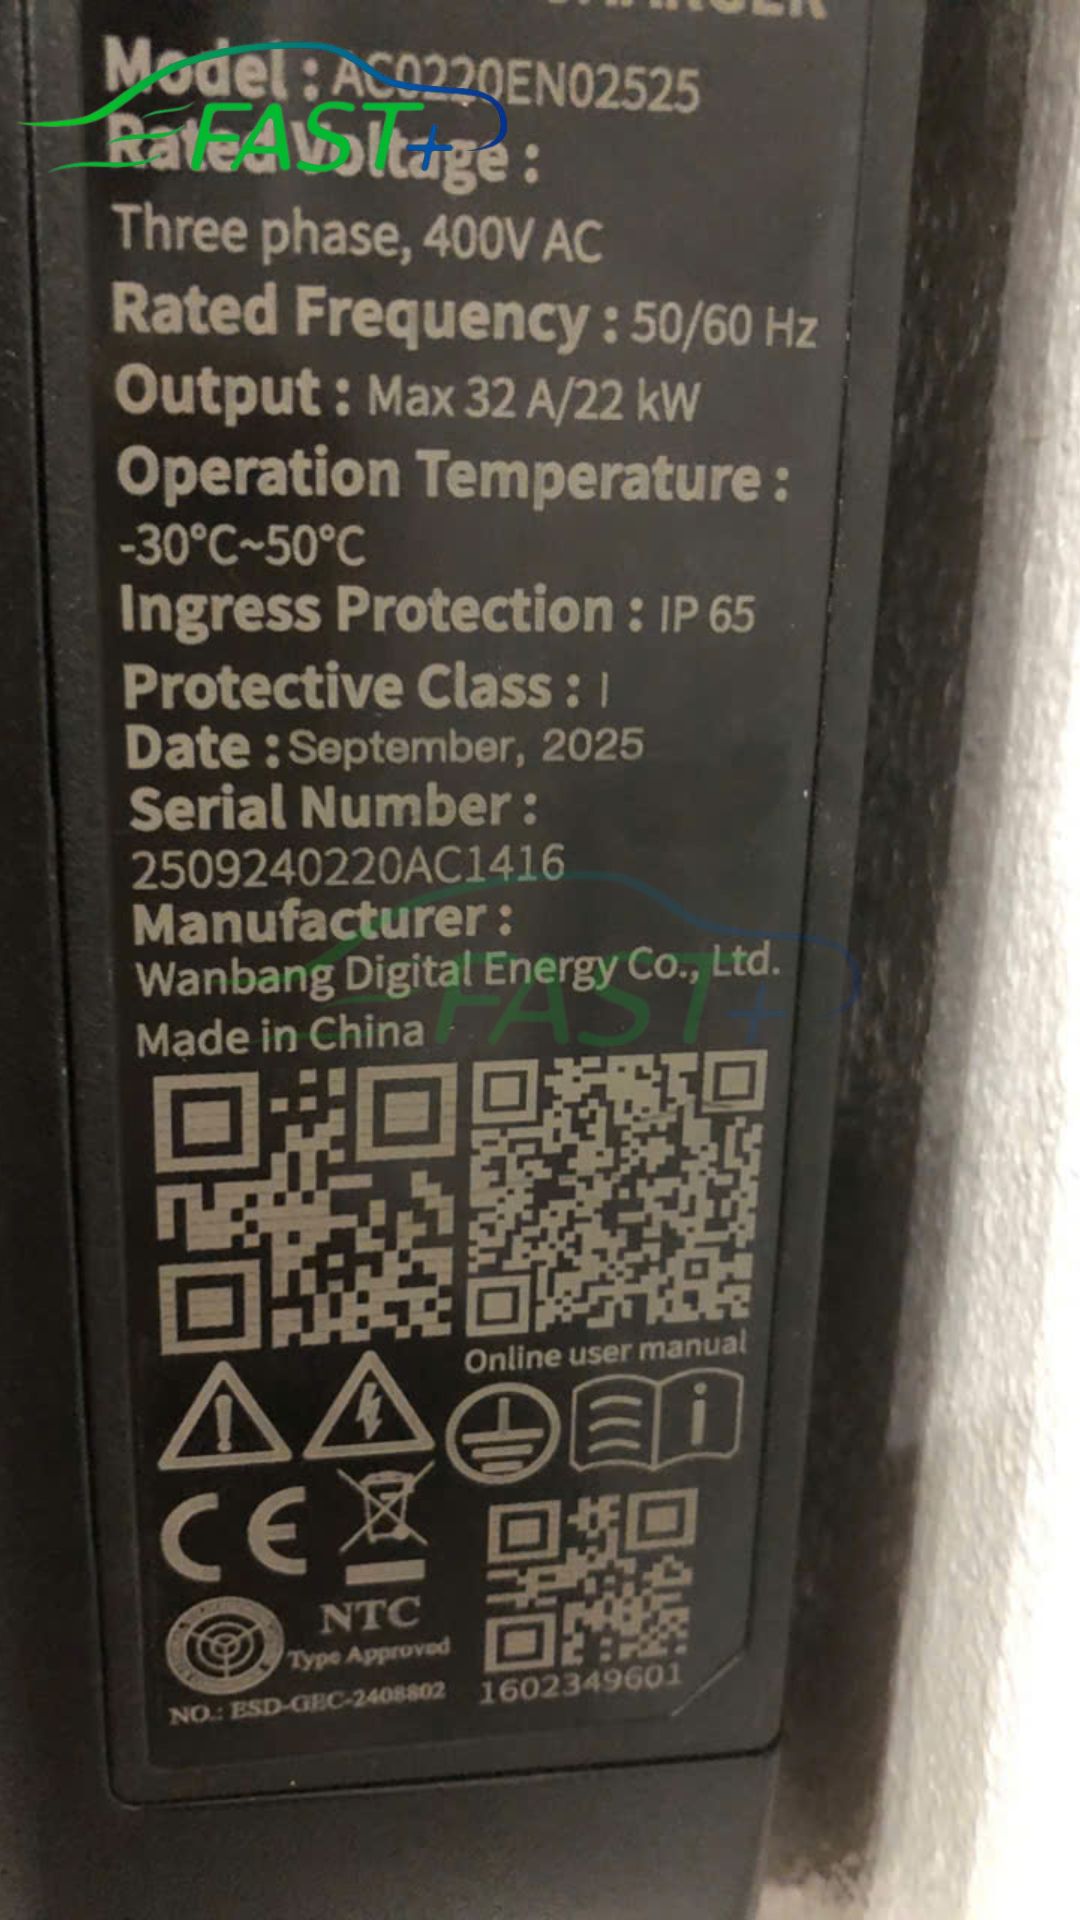 Model : AC0220EN02525
FAST+
Rated Voltage :
Three phase, 400V AC
Rated Frequency : 50/60 Hz
Output : Max 32 A/22 kW
Operation Temperature :
-30°C~50°C
Ingress Protection : IP 65
Protective Class : I
Date : September, 2025
Serial Number :
2509240220AC1416
Manufacturer :
Wanbang Digital Energy Co., Ltd.
FAST+
Made in China
Online user manual
CE
NTC
Type Approved
NO.: ESD-GEC-2408802
1602349601